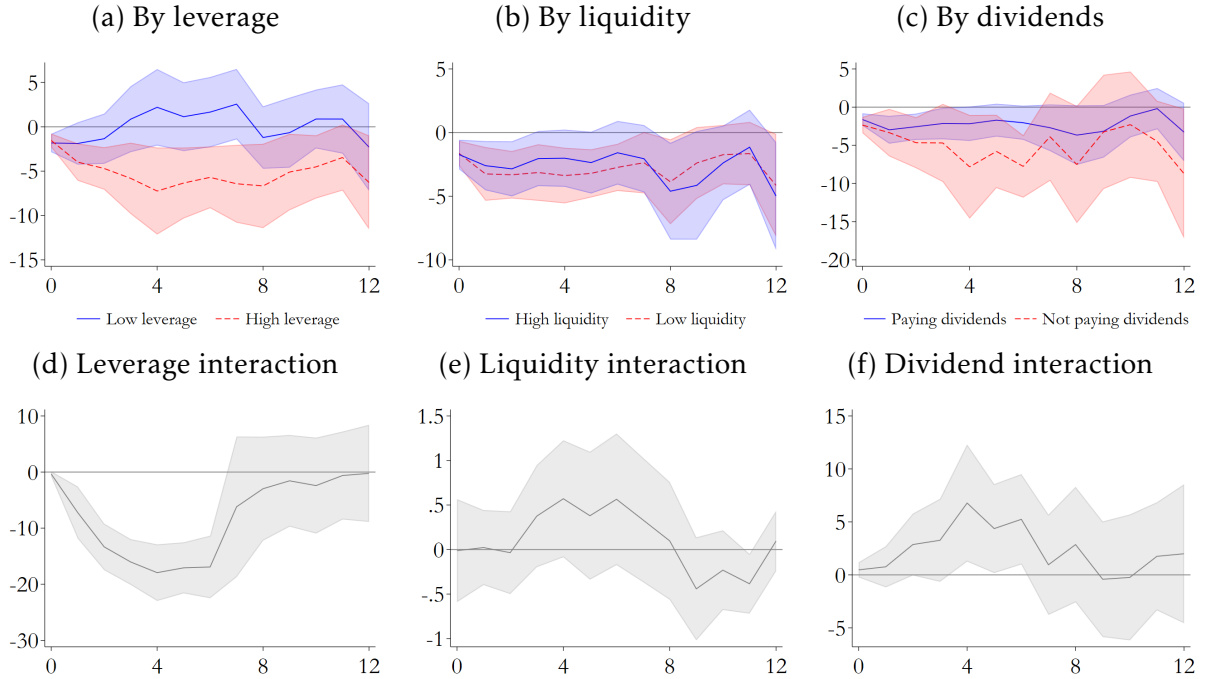 (a) By leverage
(b) By liquidity
(c) By dividends
5
0
-5
-10
-15
0 4 8 12
Low leverage High leverage
5
0
-5
-10
0 4 8 12
High liquidity Low liquidity
5
0
-5
-10
-15
-20
0 4 8 12
Paying dividends Not paying dividends
(d) Leverage interaction
(e) Liquidity interaction
(f) Dividend interaction
10
0
-10
-20
-30
0 4 8 12
1.5
1
.5
0
-.5
-1
0 4 8 12
15
10
5
0
-5
0 4 8 12